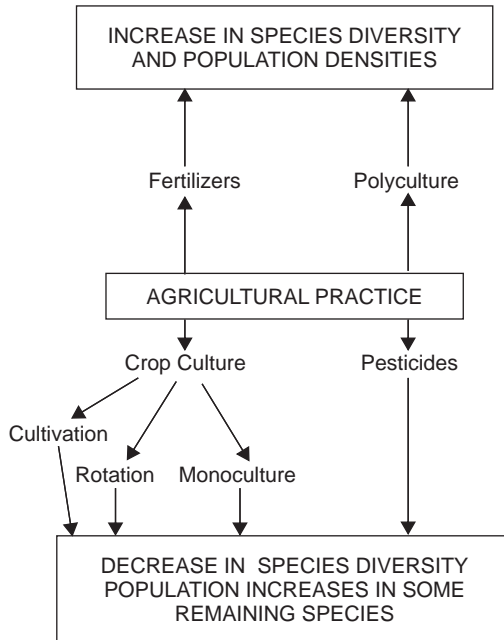 INCREASE IN SPECIES DIVERSITY
AND POPULATION DENSITIES
Fertilizers Polyculture
AGRICULTURAL PRACTICE
Crop Culture Pesticides
Cultivation
Rotation Monoculture
DECREASE IN SPECIES DIVERSITY
POPULATION INCREASES IN SOME
REMAINING SPECIES